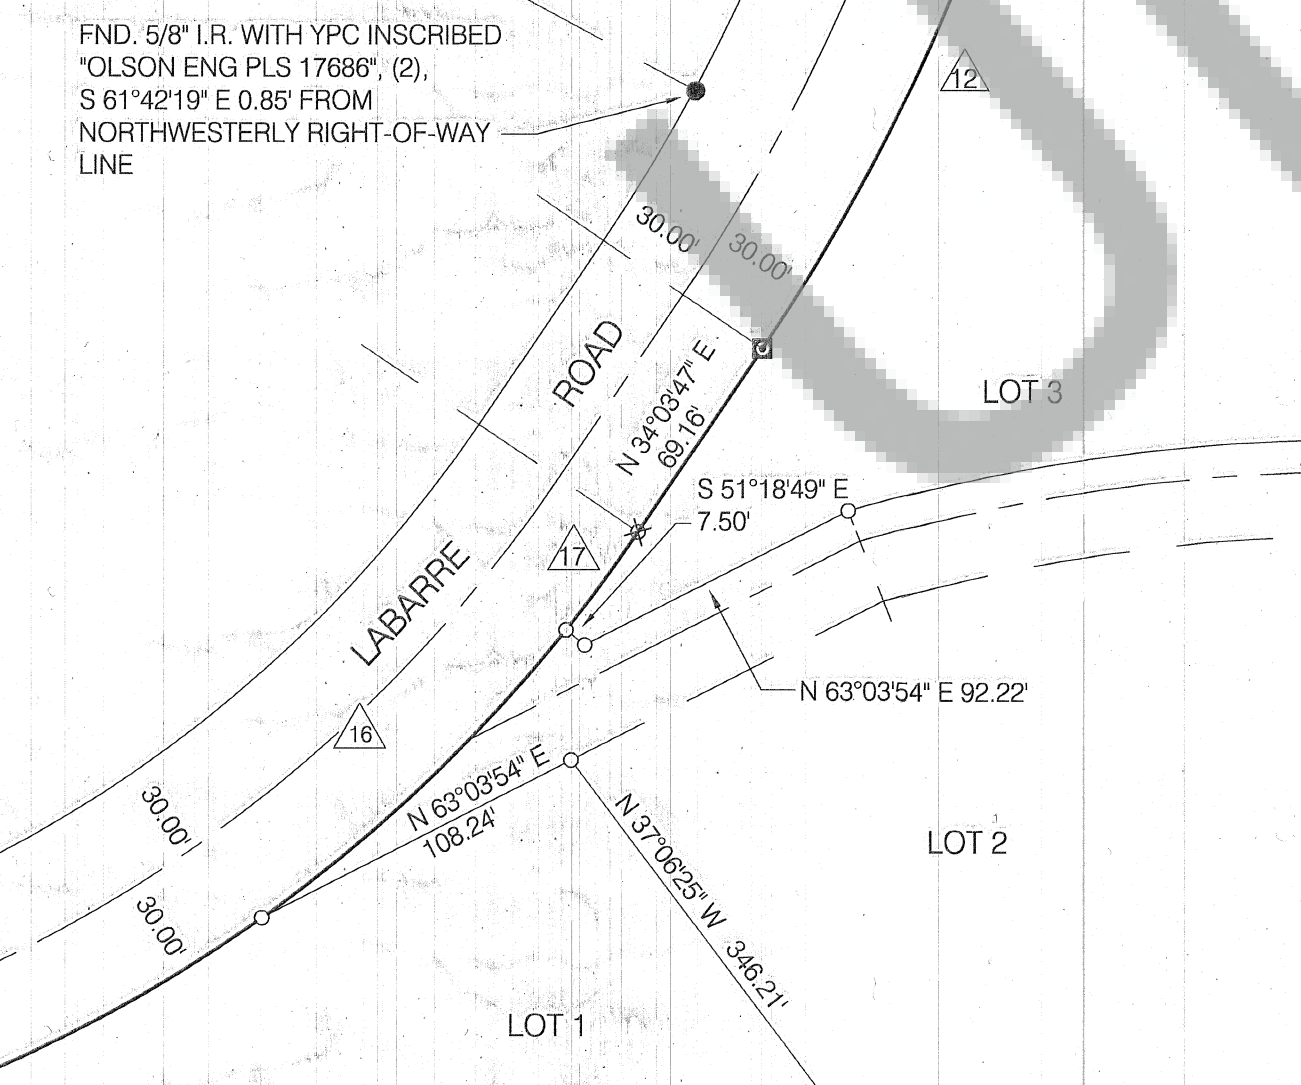 FND. 5/8" I.R. WITH YPC INSCRIBED
"OLSON ENG PLS 17686", (2),
S 61°42'19" E 0.85' FROM
NORTHWESTERLY RIGHT-OF-WAY
LINE
12
30.00'
30.00'
ROAD
N 34°03'47" E
69.16'
LOT 3
S 51°18'49" E
7.50'
17
LABARRE
N 63°03'54" E 92.22'
16
N 63°03'54" E
108.24'
30.00'
30.00'
N 37°06'25" W 346.21'
LOT 2
LOT 1